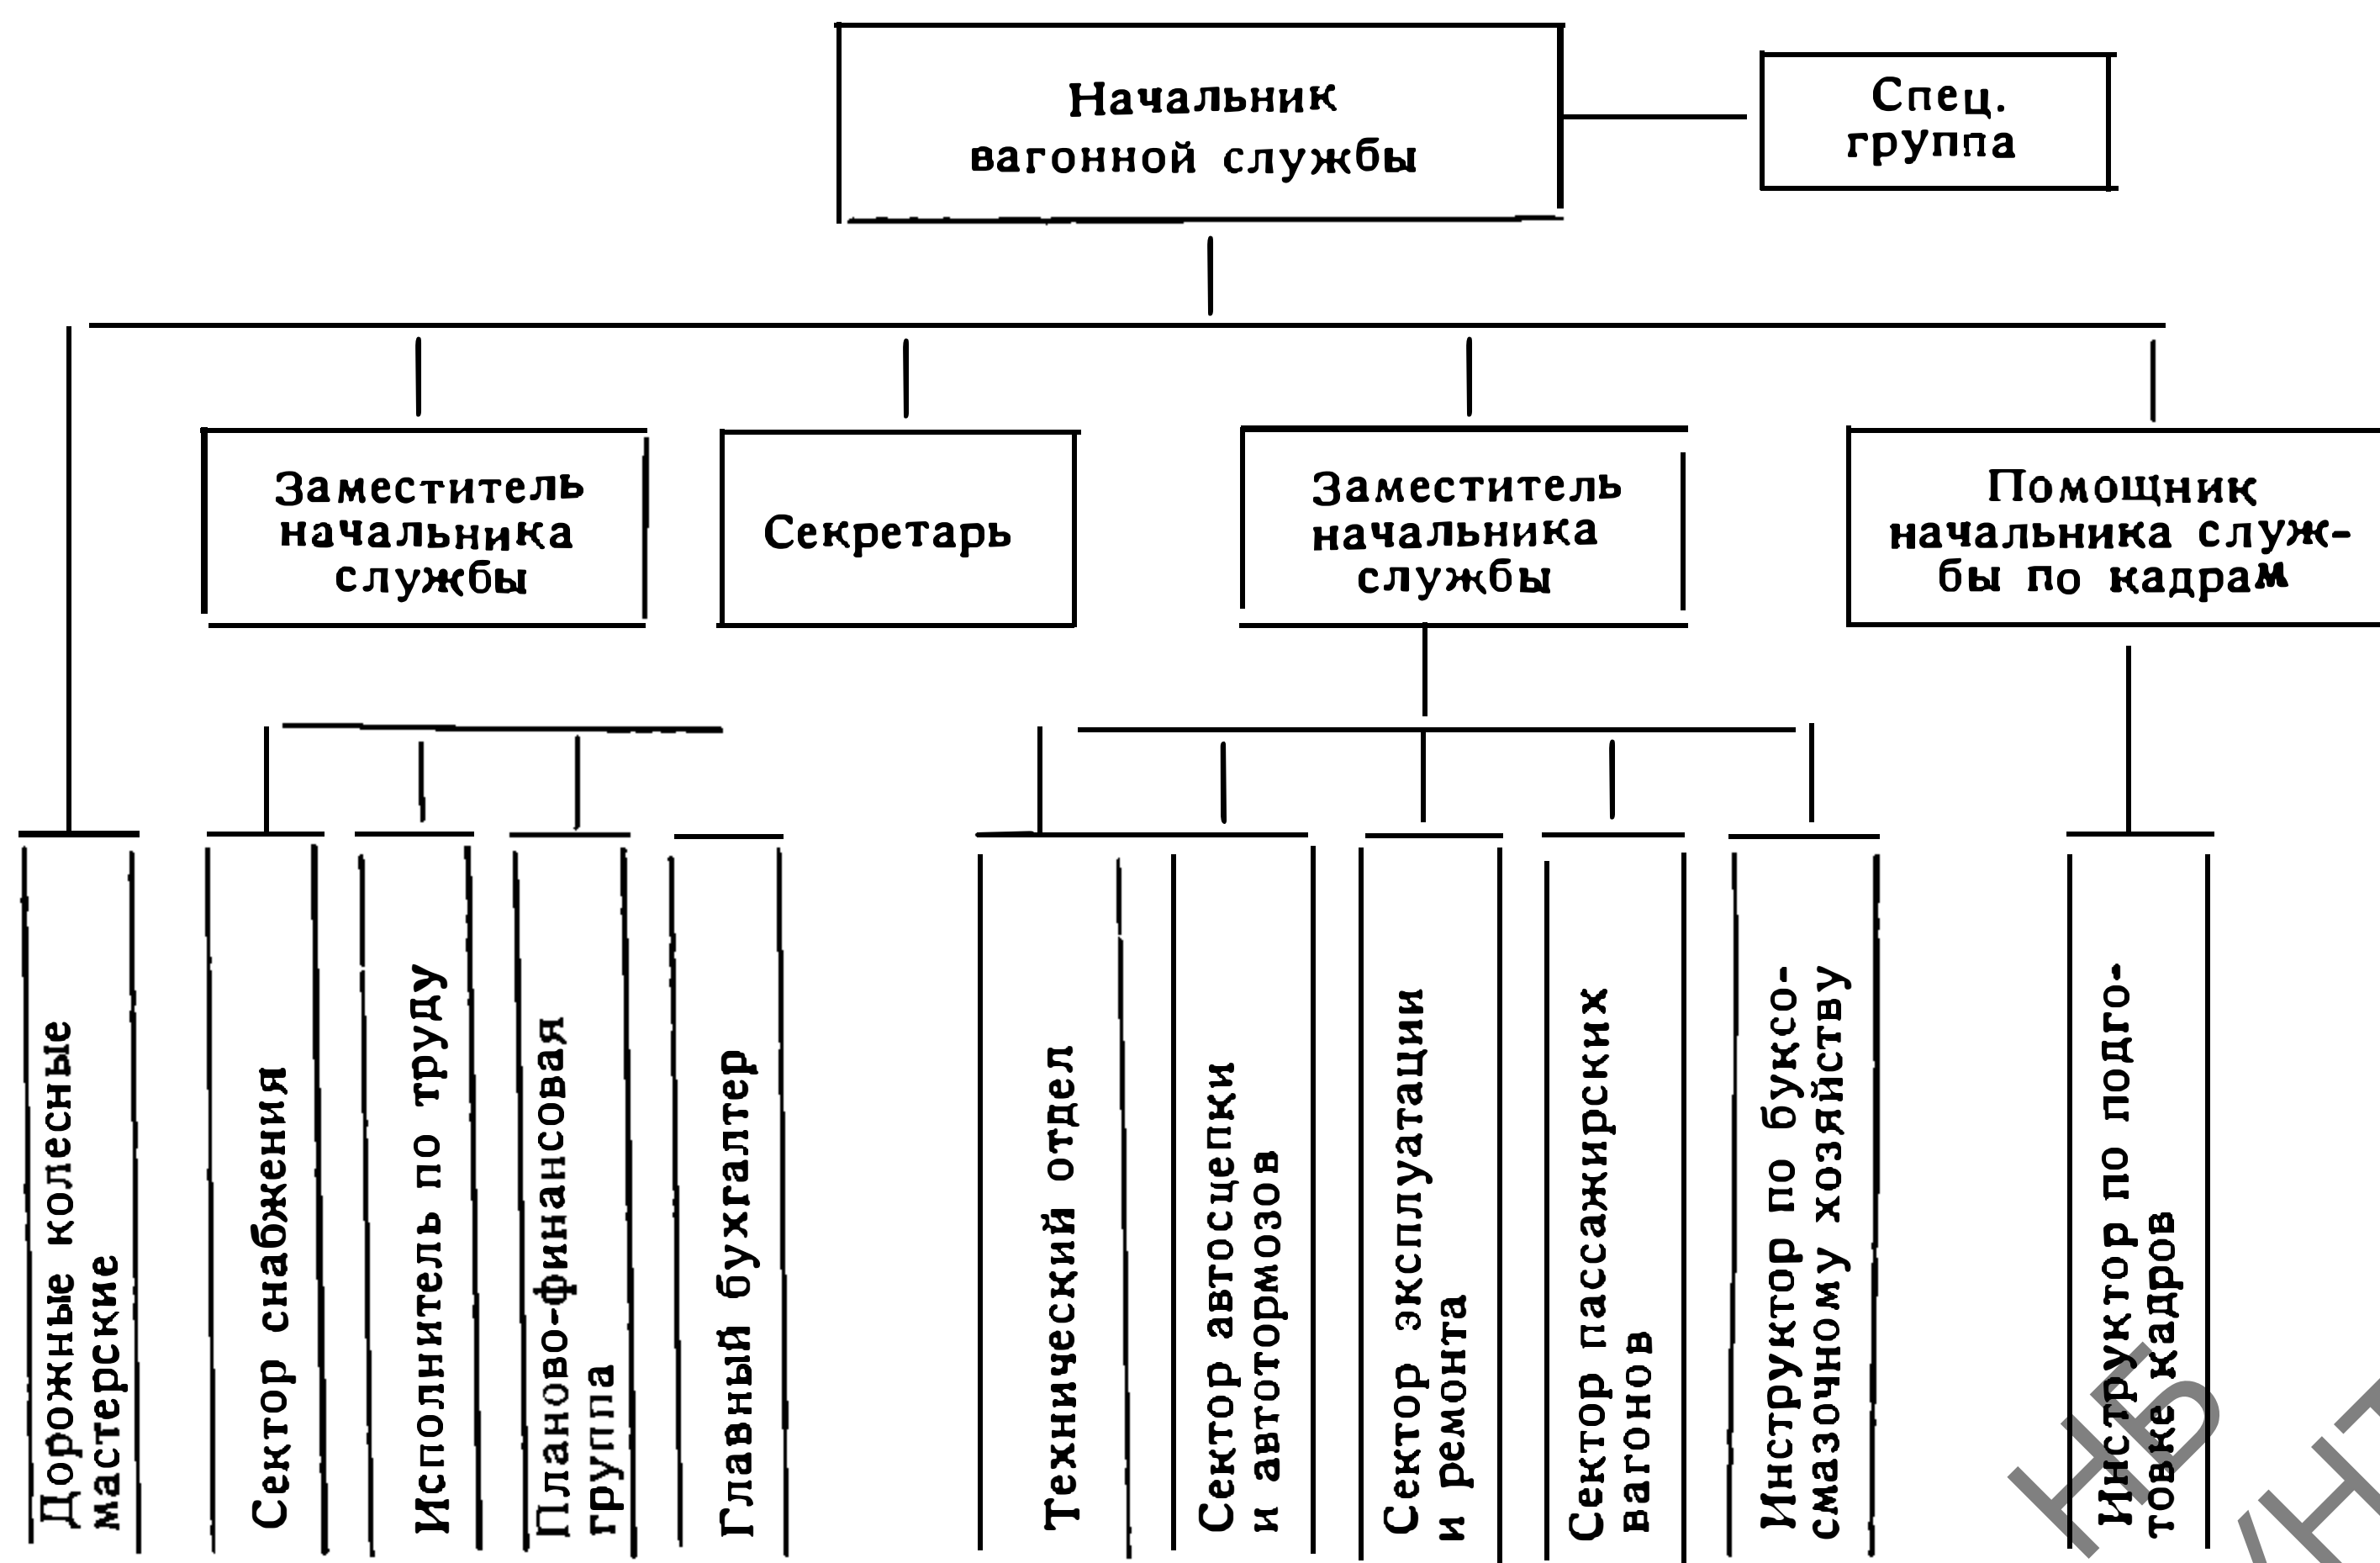 Начальник
вагонной службы
Спец.
группа
Заместитель
начальника
службы
Секретарь
Заместитель
начальника
службы
Помощник
начальника служ-
бы по кадрам
Дорожные колесные
мастерские
Сектор снабжения
Исполнитель по труду
Планово-финансовая
группа
Главный бухгалтер
Технический отдел
Сектор автосцепки
и автотормозов
Сектор эксплуатации
и ремонта
Сектор пассажирских
вагонов
Инструктор по буксо-
смазочному хозяйству
Инструктор по подго-
товке кадров
НБ